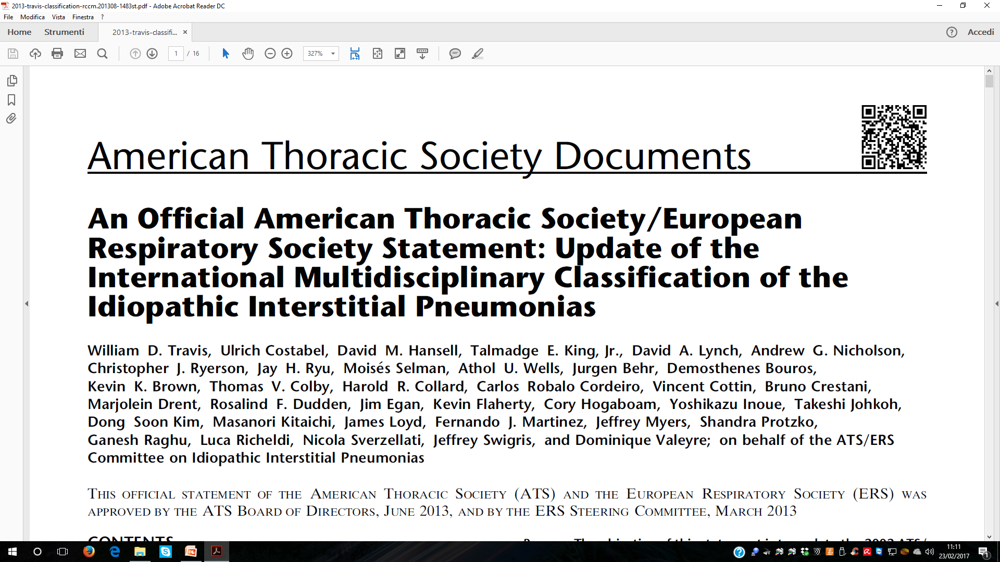 2013-travis-classification-rccm.201308-1483st.pdf - Adobe Acrobat Reader DC
File Modifica Vista Finestra ?
Home Strumenti 2013-travis-classifi... × ? Accedi
1 / 16 327%
American Thoracic Society Documents
An Official American Thoracic Society/European
Respiratory Society Statement: Update of the
International Multidisciplinary Classification of the
Idiopathic Interstitial Pneumonias
William D. Travis, Ulrich Costabel, David M. Hansell, Talmadge E. King, Jr., David A. Lynch, Andrew G. Nicholson,
Christopher J. Ryerson, Jay H. Ryu, Moisés Selman, Athol U. Wells, Jurgen Behr, Demosthenes Bouros,
Kevin K. Brown, Thomas V. Colby, Harold R. Collard, Carlos Robalo Cordeiro, Vincent Cottin, Bruno Crestani,
Marjolein Drent, Rosalind F. Dudden, Jim Egan, Kevin Flaherty, Cory Hogaboam, Yoshikazu Inoue, Takeshi Johkoh,
Dong Soon Kim, Masanori Kitaichi, James Loyd, Fernando J. Martinez, Jeffrey Myers, Shandra Protzko,
Ganesh Raghu, Luca Richeldi, Nicola Sverzellati, Jeffrey Swigris, and Dominique Valeyre; on behalf of the ATS/ERS
Committee on Idiopathic Interstitial Pneumonias
THIS OFFICIAL STATEMENT OF THE AMERICAN THORACIC SOCIETY (ATS) AND THE EUROPEAN RESPIRATORY SOCIETY (ERS) WAS
APPROVED BY THE ATS BOARD OF DIRECTORS, JUNE 2013, AND BY THE ERS STEERING COMMITTEE, MARCH 2013
CONTENTS
11:11
23/02/2017